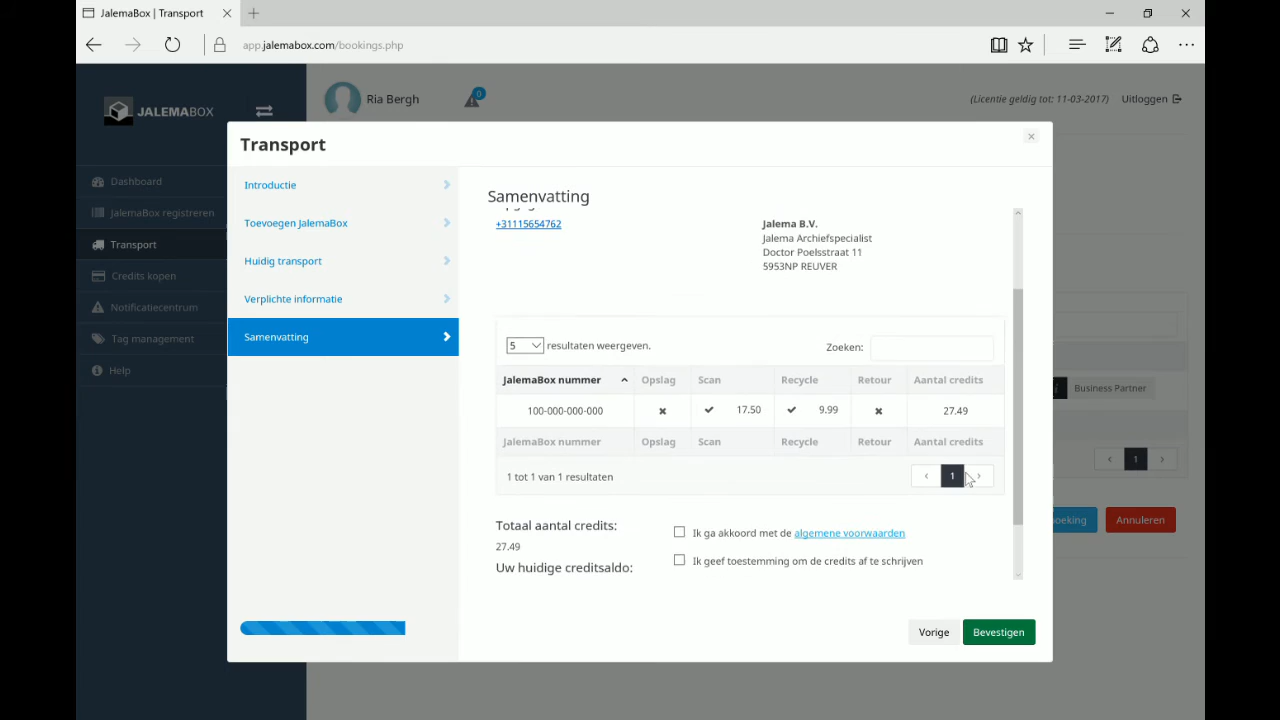 JalemaBox | Transport
app.jalemabox.com/bookings.php
JALEMABOX
Ria Bergh
0
(Licentie geldig tot: 11-03-2017)
Uitloggen
Dashboard
JalemaBox registreren
Transport
Credits kopen
Notificatiecentrum
Tag management
Help
Transport
Introductie
Toevoegen JalemaBox
Huidig transport
Verplichte informatie
Samenvatting
Samenvatting
+31115654762
Jalema B.V.
Jalema Archiefspecialist
Doctor Poelsstraat 11
5953NP REUVER
5 resultaten weergeven.
Zoeken:
JalemaBox nummer Opslag Scan Recycle Retour Aantal credits
100-000-000-000 17.50 9.99 27.49
JalemaBox nummer Opslag Scan Recycle Retour Aantal credits
1 tot 1 van 1 resultaten
1
Totaal aantal credits:
27.49
Uw huidige creditsaldo:
Ik ga akkoord met de algemene voorwaarden
Ik geef toestemming om de credits af te schrijven
Vorige
Bevestigen
Business Partner
1
Annuleren